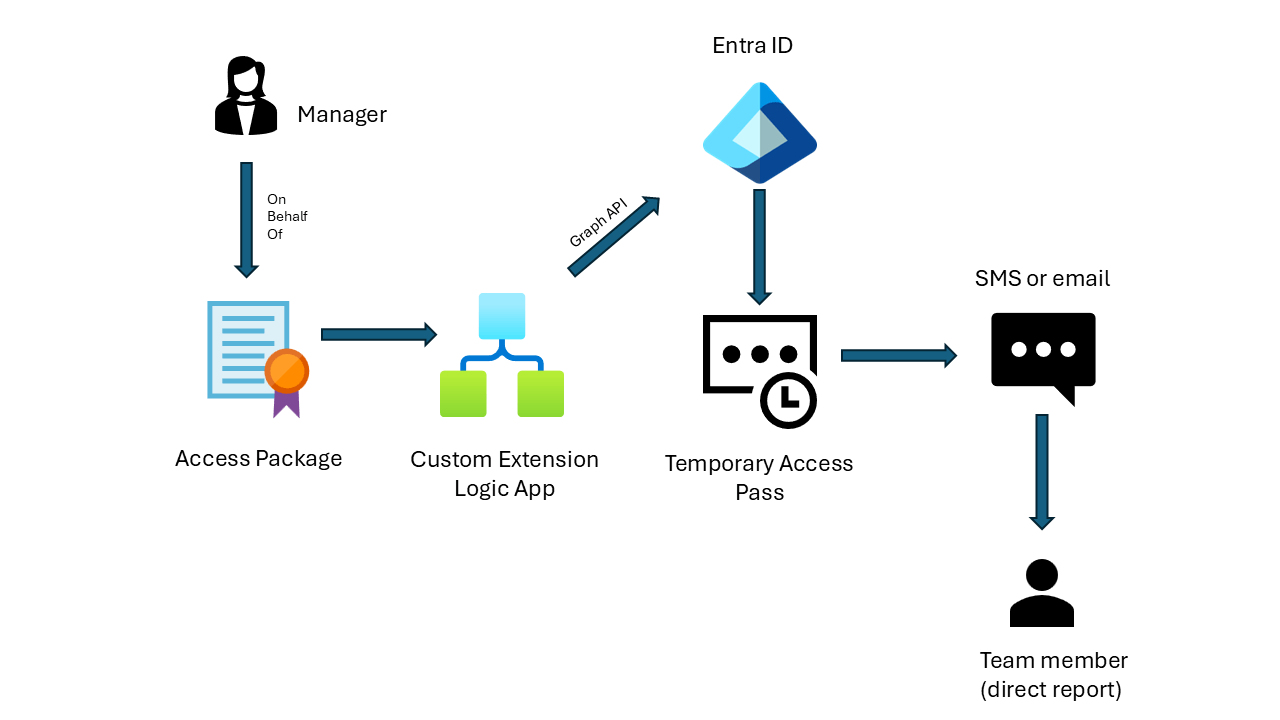 Entra ID
Manager
On
Behalf
Of
Graph API
SMS or email
Access Package
Custom Extension
Logic App
Temporary Access
Pass
Team member
(direct report)